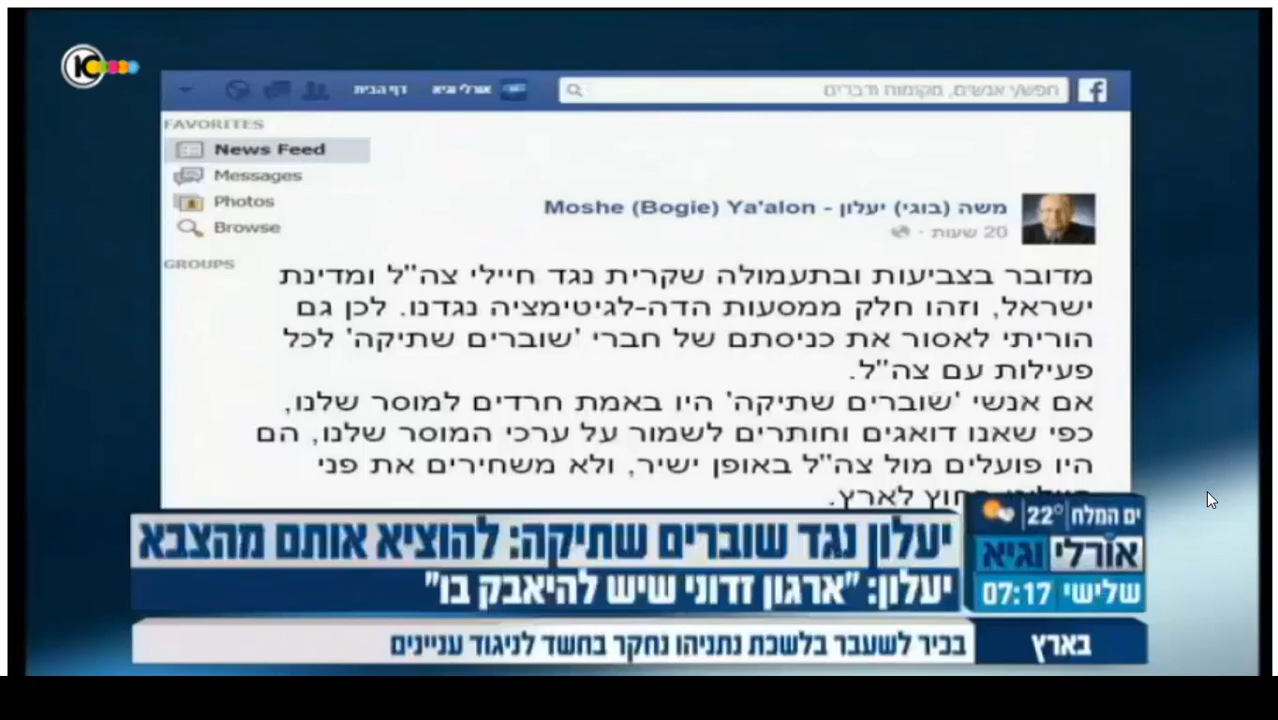 חפש/י אנשים, מקומות ודברים
אורלי וגיא
דף הבית
FAVORITES
News Feed
Messages
Photos
Browse
GROUPS
משה (בוגי) יעלון - Moshe (Bogie) Ya'alon
20 שעות ·
מדובר בצביעות ובתעמולה שקרית נגד חיילי צה"ל ומדינת
ישראל, וזהו חלק ממסעות הדה-לגיטימציה נגדנו. לכן גם
הוריתי לאסור את כניסתם של חברי 'שוברים שתיקה' לכל
פעילות עם צה"ל.
אם אנשי 'שוברים שתיקה' היו באמת חרדים למוסר שלנו,
כפי שאנו דואגים וחותרים לשמור על ערכי המוסר שלנו, הם
היו פועלים מול צה"ל באופן ישיר, ולא משחירים את פני
לארץ.
יעלון נגד שוברים שתיקה: להוציא אותם מהצבא
יעלון: "ארגון זדוני שיש להיאבק בו"
ים המלח 22°
אורלי וגיא
שלישי 07:17
בארץ
בכיר לשעבר בלשכת נתניהו נחקר בחשד לניגוד עניינים